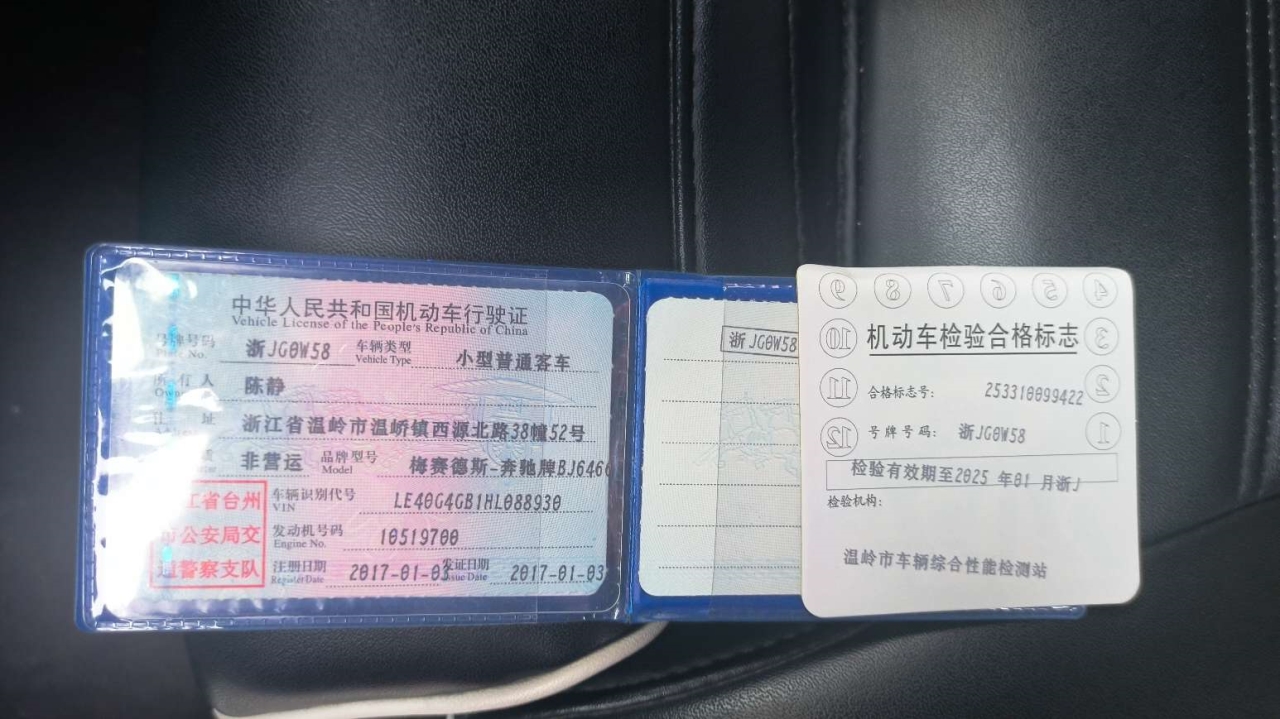 中华人民共和国机动车行驶证
Vehicle License of the People's Republic of China
号牌号码 浙JG0W58 车辆类型 小型普通客车
Plate No. Vehicle Type
所有人 陈静
Owner
住址 浙江省温岭市温峤镇西源北路38幢52号
非营运 品牌型号 梅赛德斯-奔驰牌BJ6466
Model
江省台州
市公安局交
通警察支队
车辆识别代号 LE40G4GB1HL088930
VIN
发动机号码 10519700
Engine No.
注册日期 2017-01-03 发证日期 2017-01-03
Register Date Issue Date
浙JG0W58
9 8 7 6 5 4
10 3
11 2
12 1
机动车检验合格标志
合格标志号: 253310099422
号牌号码: 浙JG0W58
检验有效期至2025 年01 月浙J
检验机构:
温岭市车辆综合性能检测站